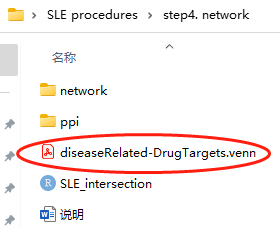 SLE procedures > step4. network
名称
network
ppi
diseaseRelated-DrugTargets.venn
SLE_intersection
说明